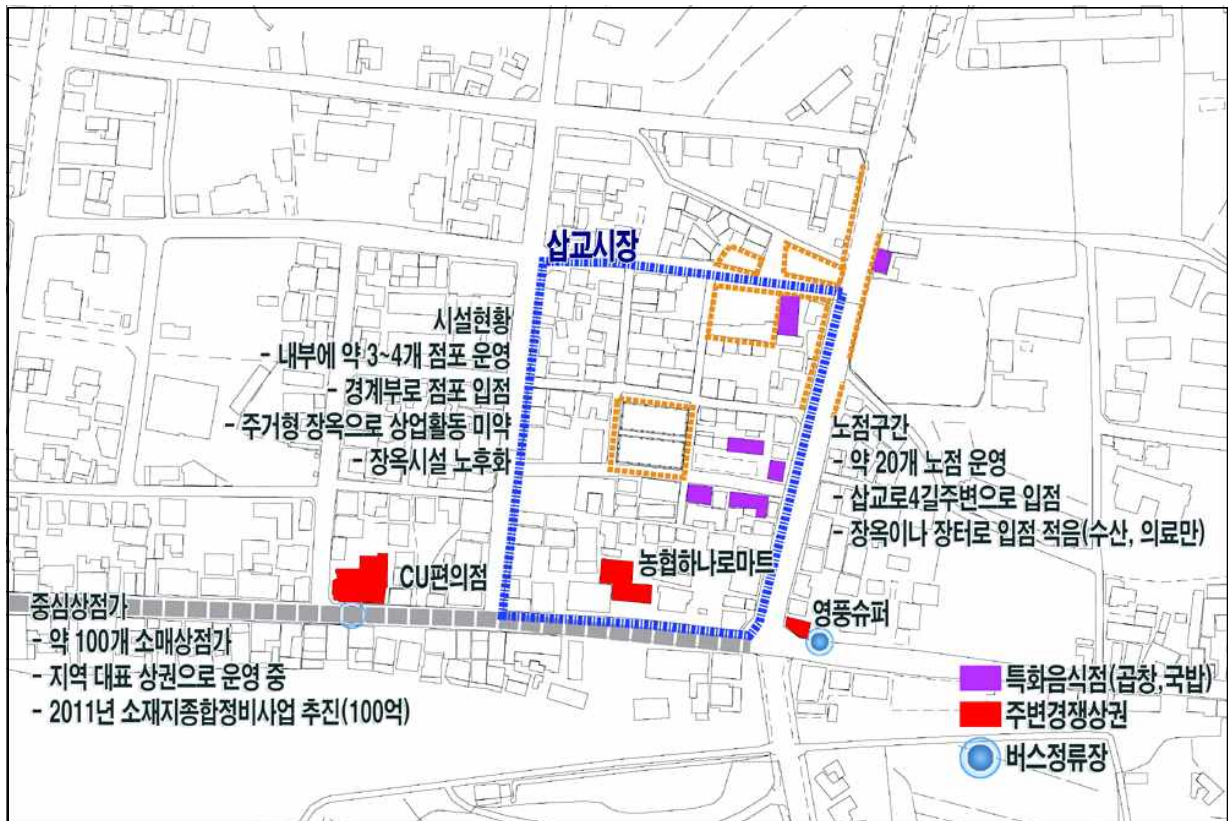 삽교시장
시설현황
- 내부에 약 3~4개 점포 운영
- 경계부로 점포 입점
- 주거형 장옥으로 상업활동 미약
- 장옥시설 노후화
노점구간
- 약 20개 노점 운영
- 삽교로4길주변으로 입점
- 장옥이나 장터로 입점 적음(수산, 의료만)
CU편의점
농협하나로마트
영풍슈퍼
중심상점가
- 약 100개 소매상점가
- 지역 대표 상권으로 운영 중
- 2011년 소재지종합정비사업 추진(100억)
특화음식점(곱창,국밥)
주변경쟁상권
버스정류장